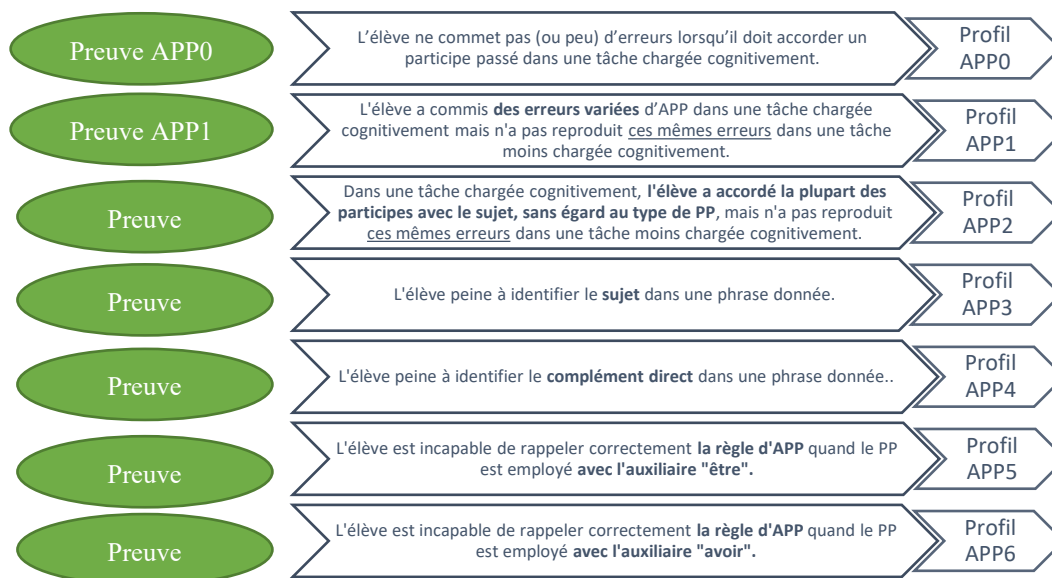 Preuve APP0
L'élève ne commet pas (ou peu) d'erreurs lorsqu'il doit accorder un
participe passé dans une tâche chargée cognitivement.
Profil
APP0
Preuve APP1
L'élève a commis des erreurs variées d'APP dans une tâche chargée
cognitivement mais n'a pas reproduit ces mêmes erreurs dans une tâche
moins chargée cognitivement.
Profil
APP1
Preuve
Dans une tâche chargée cognitivement, l'élève a accordé la plupart des
participes avec le sujet, sans égard au type de PP, mais n'a pas reproduit
ces mêmes erreurs dans une tâche moins chargée cognitivement.
Profil
APP2
Preuve
L'élève peine à identifier le sujet dans une phrase donnée.
Profil
APP3
Preuve
L'élève peine à identifier le complément direct dans une phrase donnée..
Profil
APP4
Preuve
L'élève est incapable de rappeler correctement la règle d'APP quand le PP
est employé avec l'auxiliaire "être".
Profil
APP5
Preuve
L'élève est incapable de rappeler correctement la règle d'APP quand le PP
est employé avec l'auxiliaire "avoir".
Profil
APP6